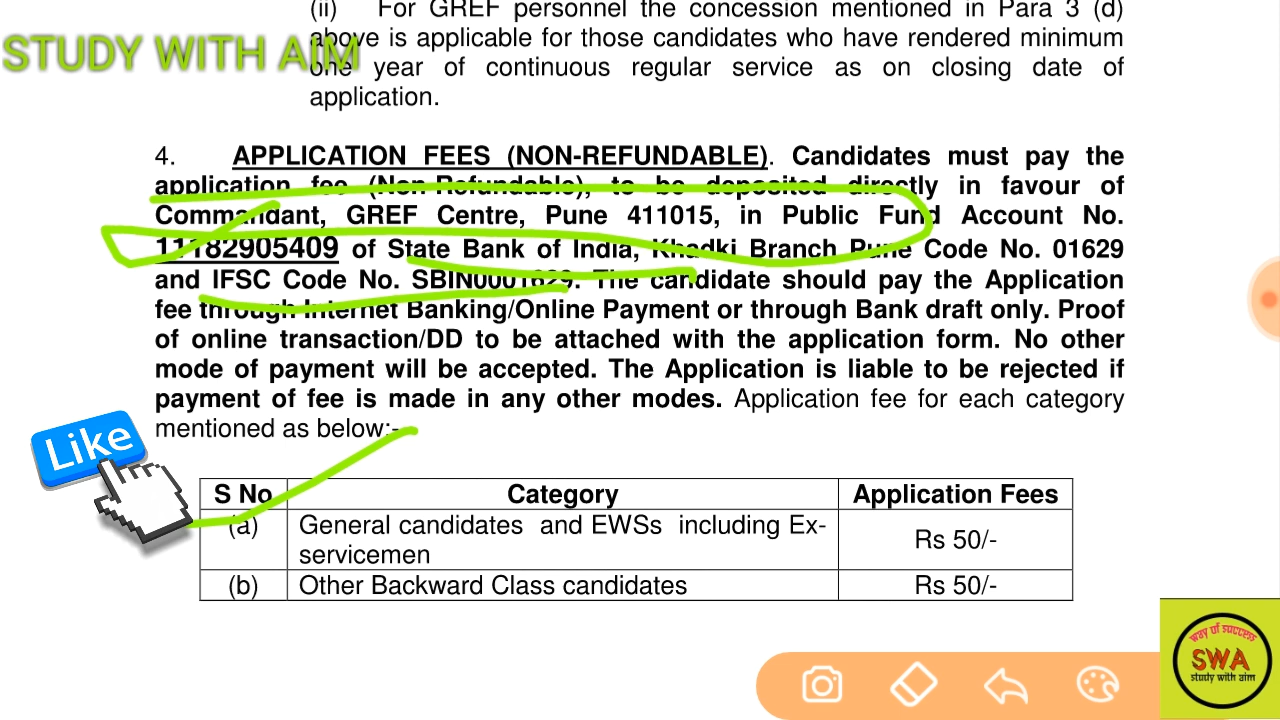 (ii) For GREF personnel the concession mentioned in Para 3 (d)
above is applicable for those candidates who have rendered minimum
STUDY WITH AIM
one year of continuous regular service as on closing date of
application.
4. APPLICATION FEES (NON-REFUNDABLE). Candidates must pay the
application fee (Non-Refundable), to be deposited directly in favour of
Commandant, GREF Centre, Pune 411015, in Public Fund Account No.
11182905409 of State Bank of India, Khadki Branch Pune Code No. 01629
and IFSC Code No. SBIN0001629. The candidate should pay the Application
fee through Internet Banking/Online Payment or through Bank draft only. Proof
of online transaction/DD to be attached with the application form. No other
mode of payment will be accepted. The Application is liable to be rejected if
payment of fee is made in any other modes. Application fee for each category
mentioned as below:-
Like
S No Category Application Fees
(a) General candidates and EWSs including Ex-
servicemen Rs 50/-
(b) Other Backward Class candidates Rs 50/-
way of success
SWA
study with aim